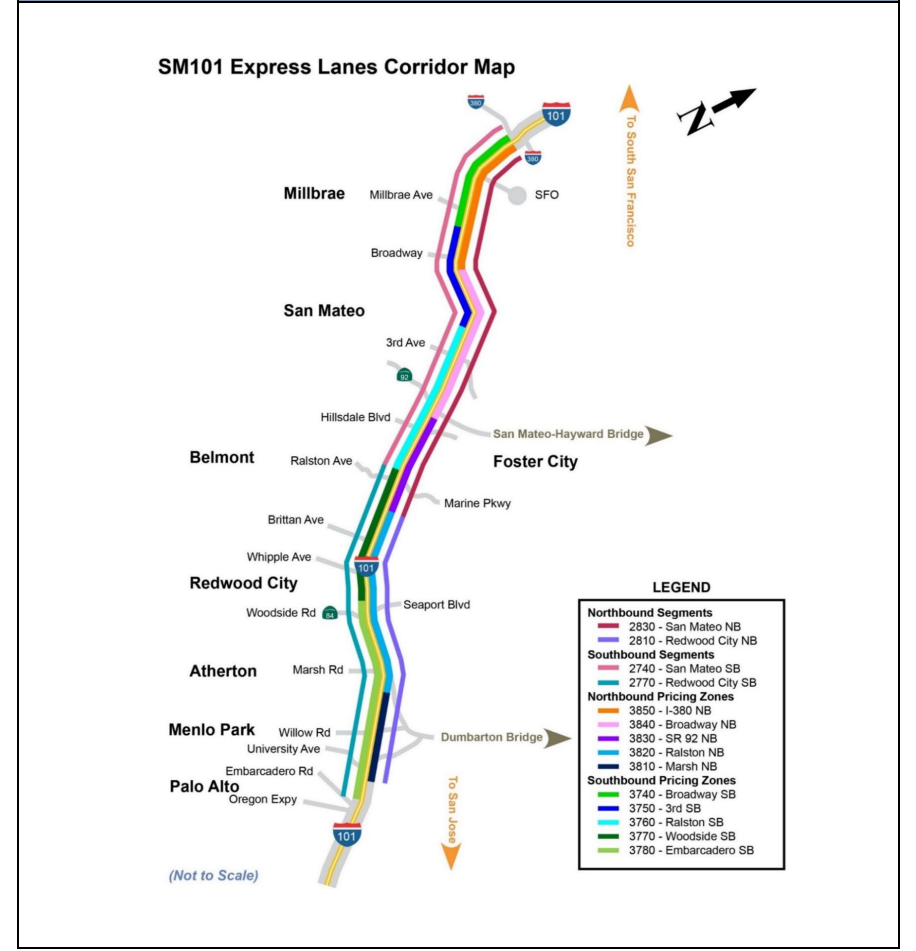 SM101 Express Lanes Corridor Map
380
101
N
380
To South San Francisco
Millbrae
Millbrae Ave
SFO
Broadway
San Mateo
3rd Ave
92
Hillsdale Blvd
San Mateo-Hayward Bridge
Belmont
Ralston Ave
Foster City
Marine Pkwy
Brittan Ave
Whipple Ave
101
Redwood City
Woodside Rd
84
Seaport Blvd
Atherton
Marsh Rd
Menlo Park
Willow Rd
Dumbarton Bridge
University Ave
Embarcadero Rd
Palo Alto
Oregon Expy
To San Jose
101
(Not to Scale)
LEGEND
Northbound Segments
2830 - San Mateo NB
2810 - Redwood City NB
Southbound Segments
2740 - San Mateo SB
2770 - Redwood City SB
Northbound Pricing Zones
3850 - I-380 NB
3840 - Broadway NB
3830 - SR 92 NB
3820 - Ralston NB
3810 - Marsh NB
Southbound Pricing Zones
3740 - Broadway SB
3750 - 3rd SB
3760 - Ralston SB
3770 - Woodside SB
3780 - Embarcadero SB